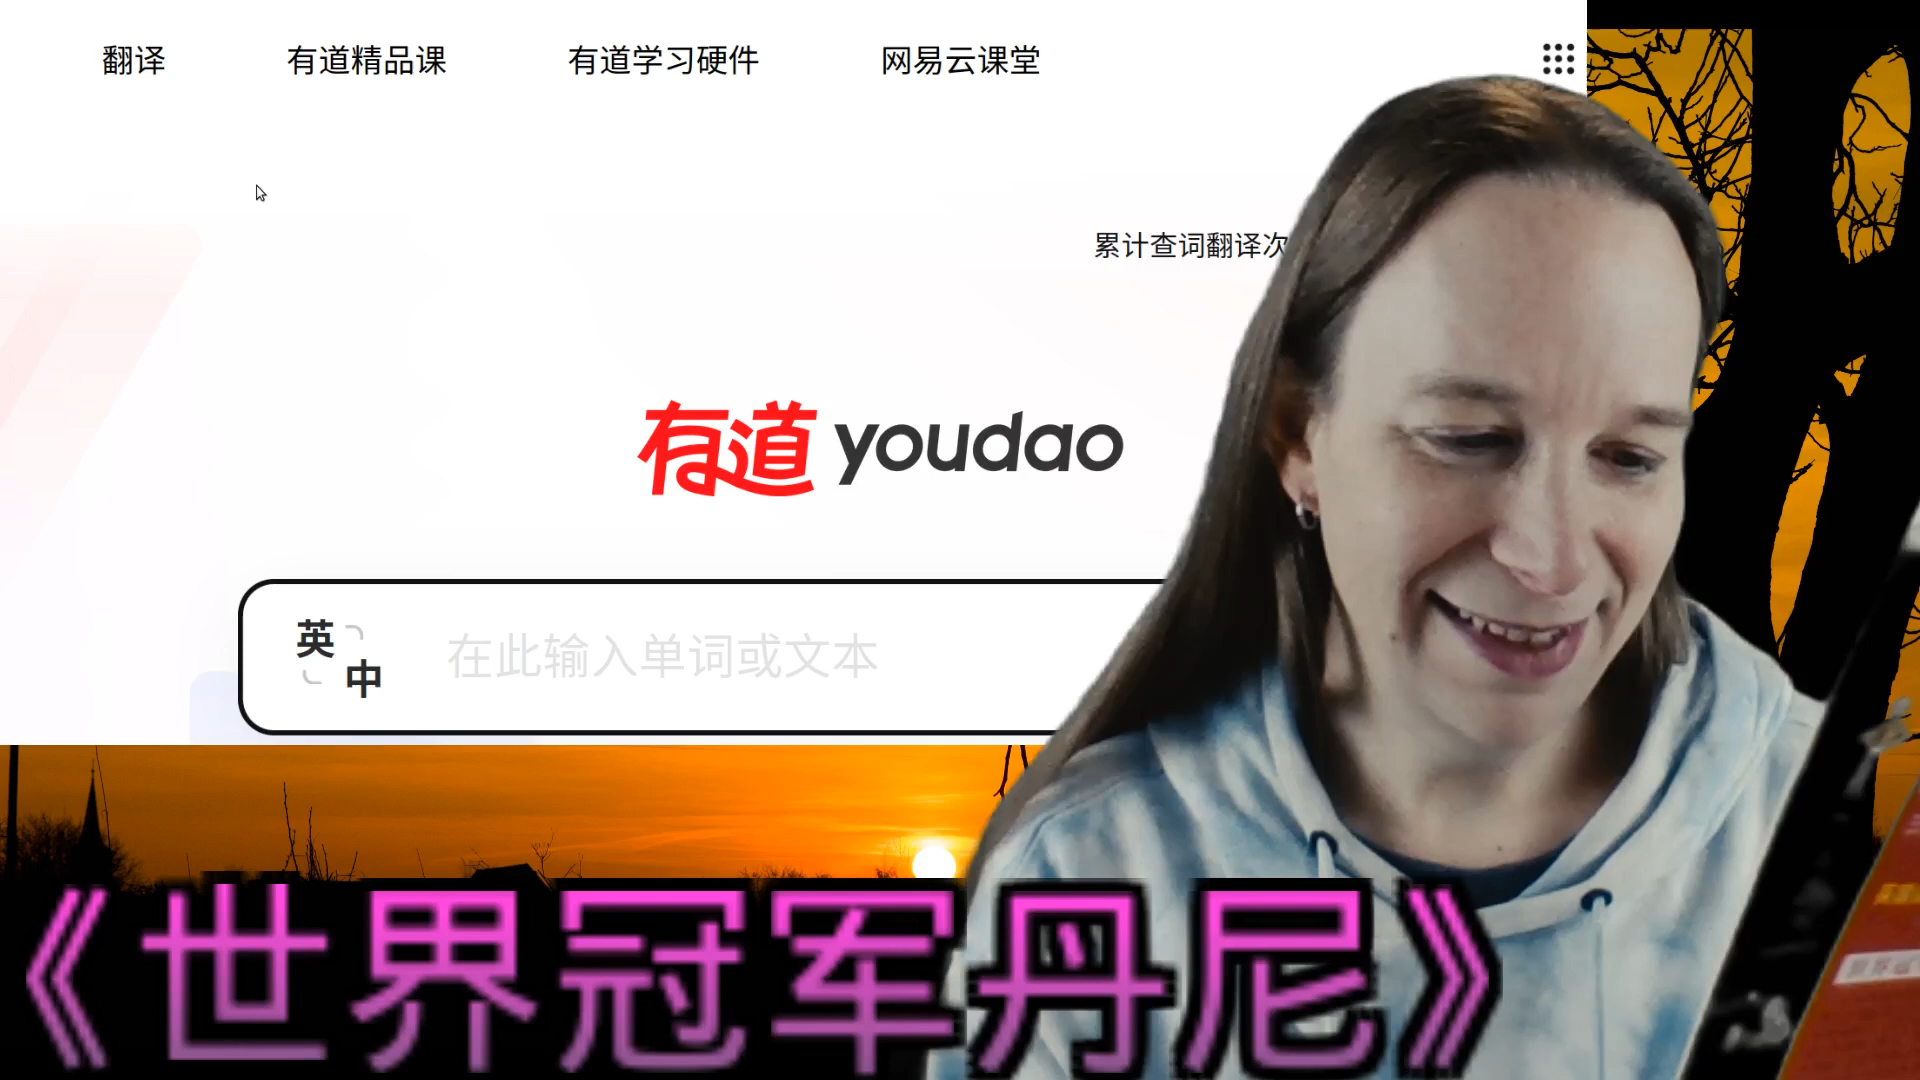 翻译 有道精品课 有道学习硬件 网易云课堂
累计查词翻译次
有道 youdao
英 中 在此输入单词或文本
《世界冠军丹尼》